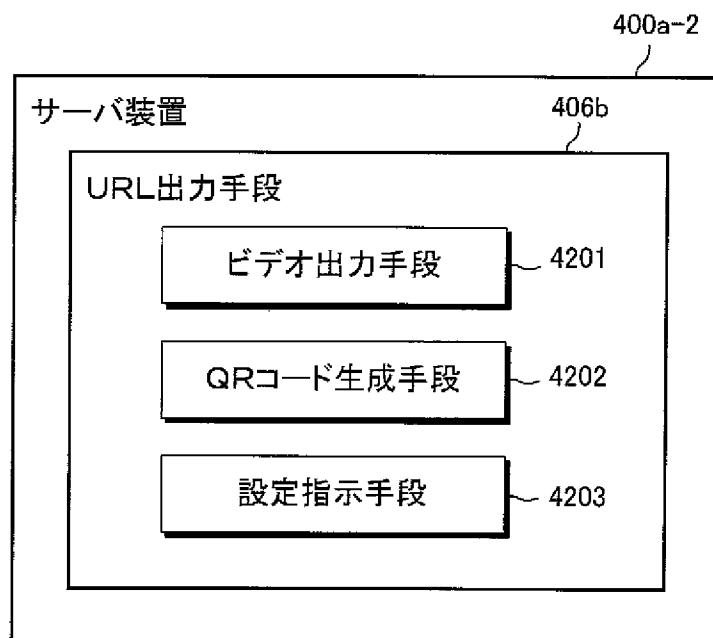 400a-2
サーバ装置
406b
URL出力手段
ビデオ出力手段
4201
QRコード生成手段
4202
設定指示手段
4203